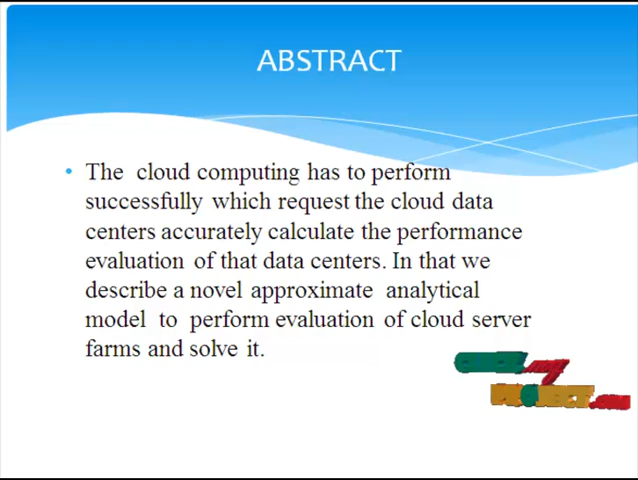 ABSTRACT
• The cloud computing has to perform
successfully which request the cloud data
centers accurately calculate the performance
evaluation of that data centers. In that we
describe a novel approximate analytical
model to perform evaluation of cloud server
farms and solve it.